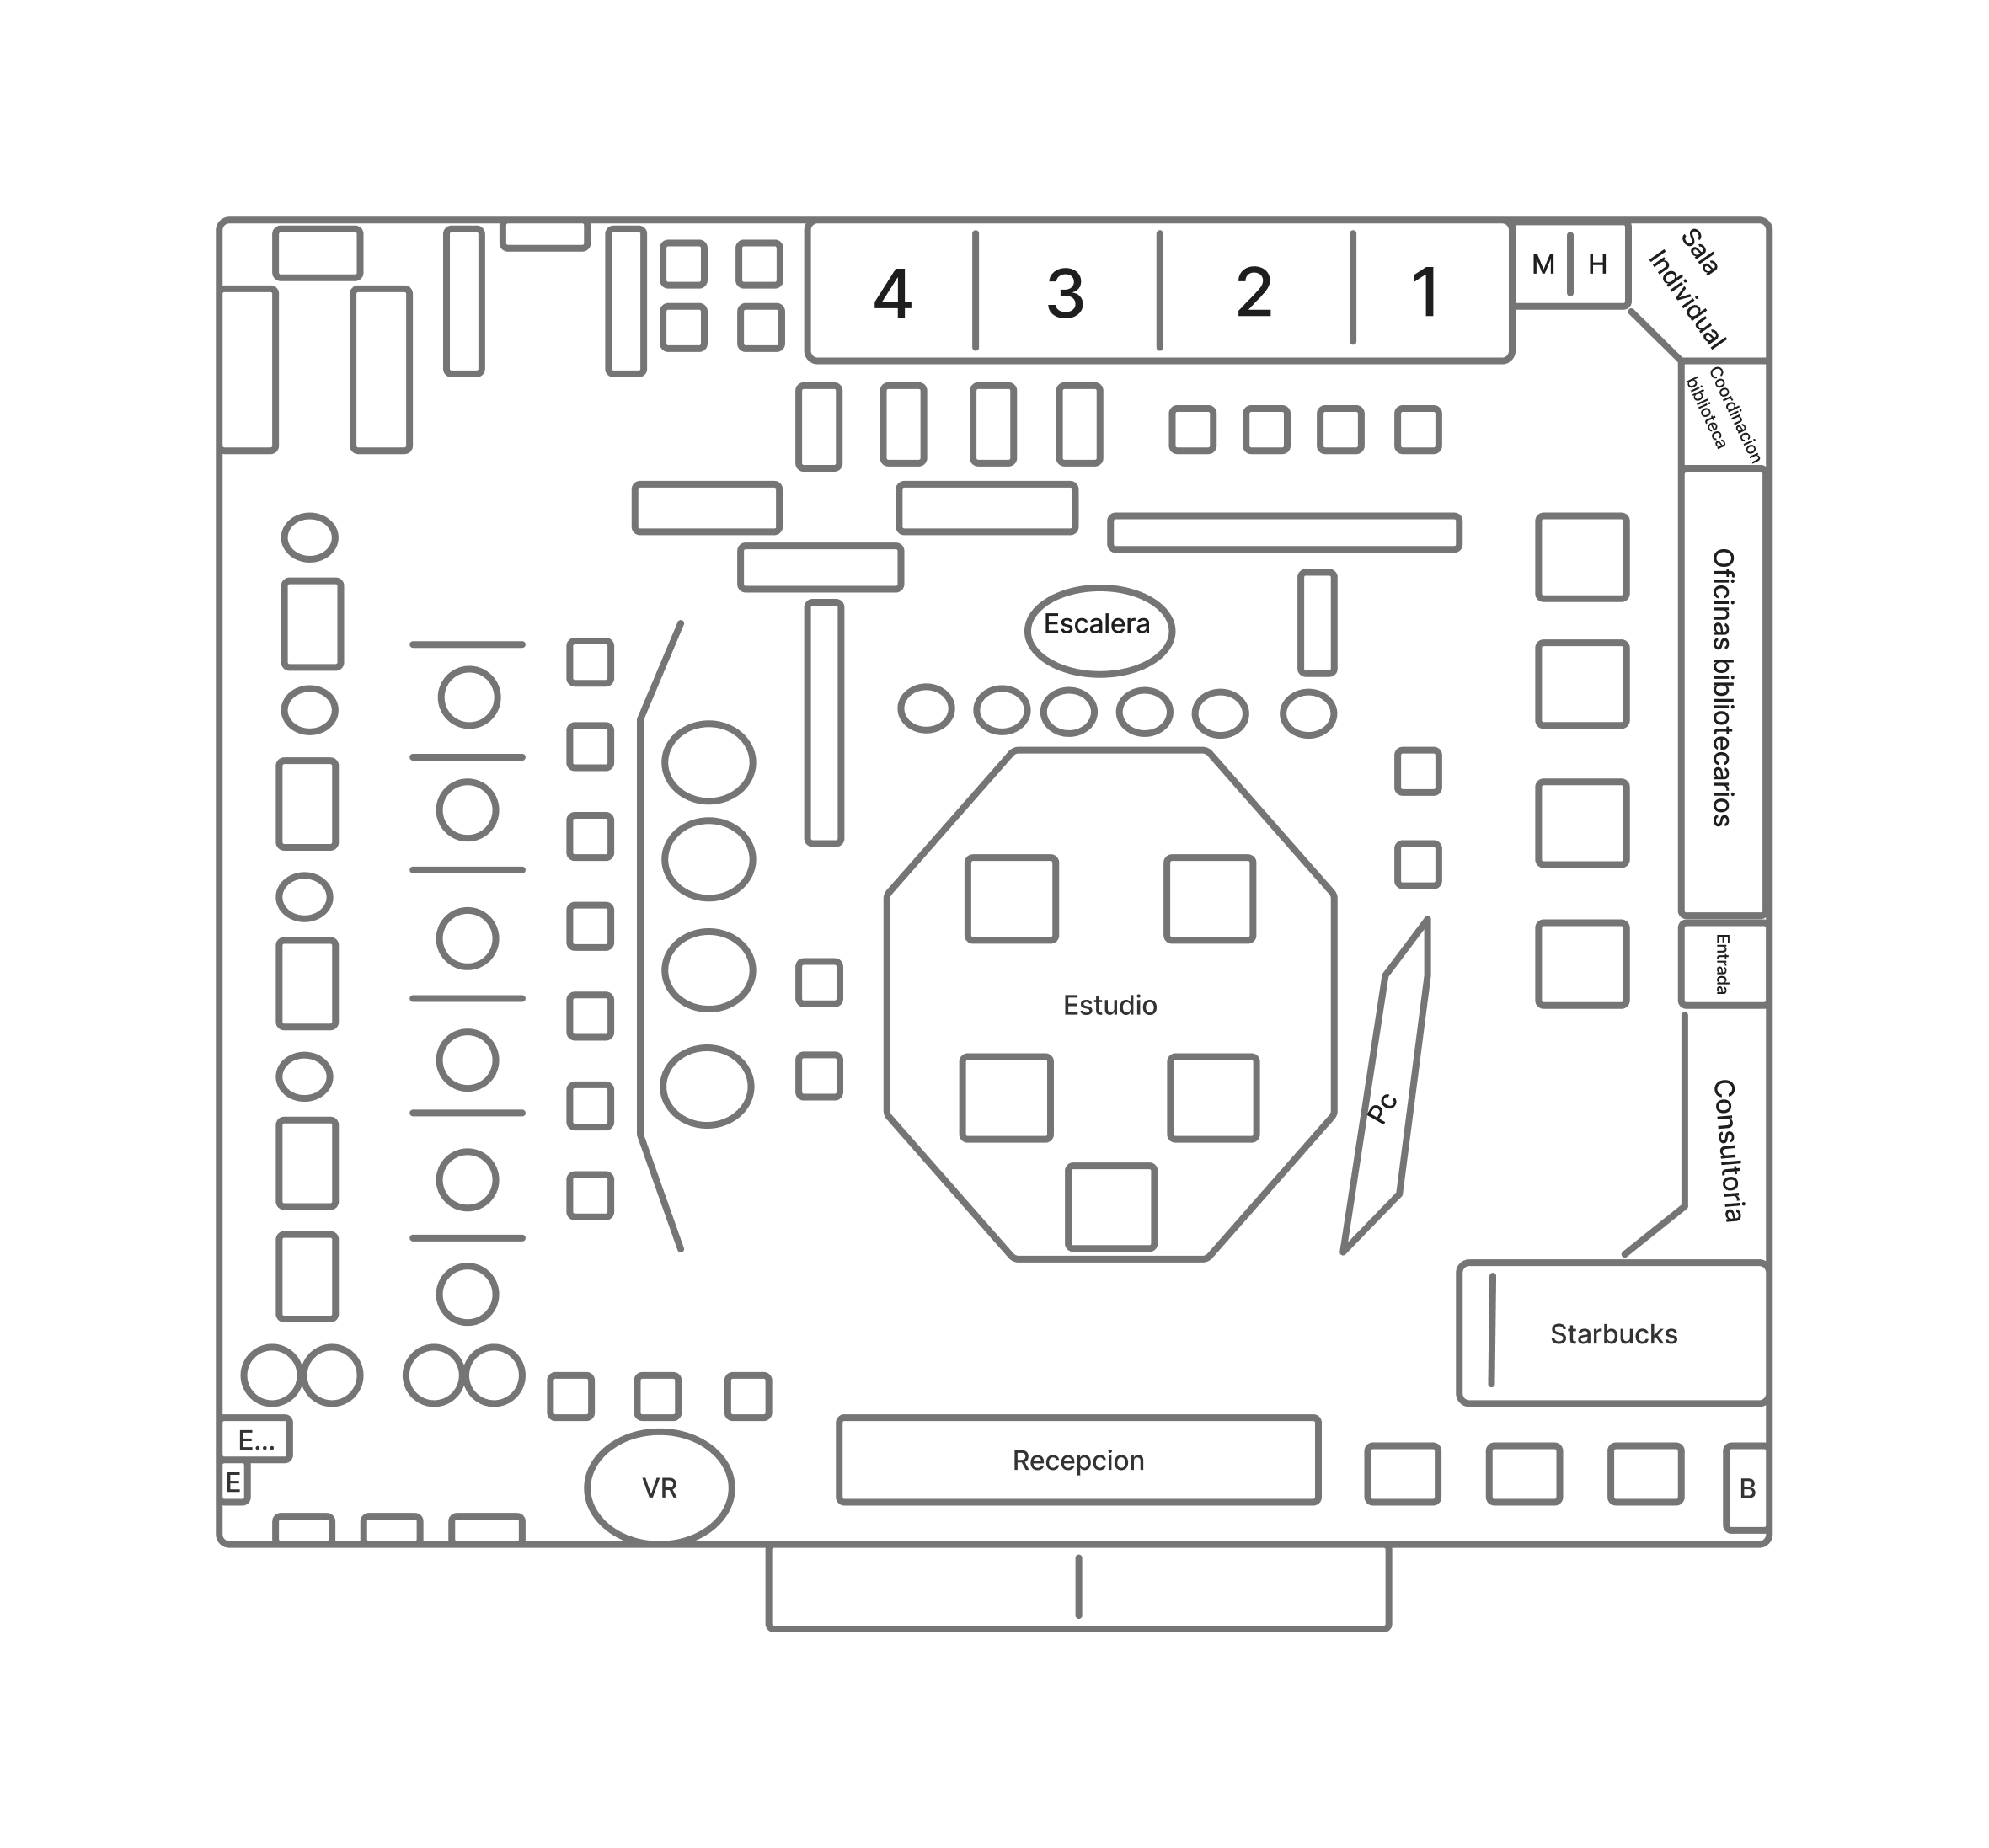 4
3
2
1
M
H
Sala
Individual
Coordinacion
biblioteca
Oficinas bibliotecarios
Escalera
Entrada
Estudio
Pc
Consultoria
Starbucks
E...
E
VR
Recepcion
B